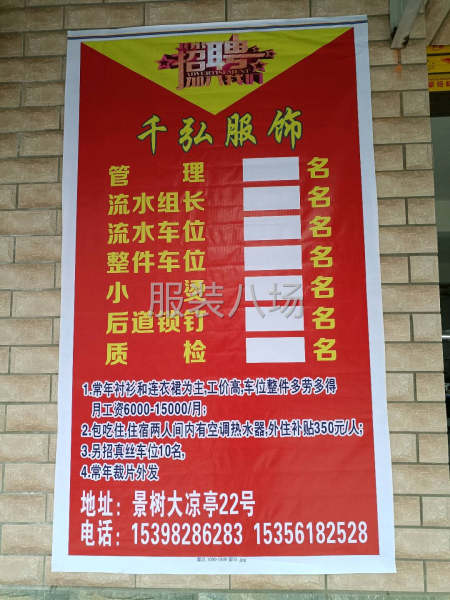 招聘
ADVERTISEMENT
千弘服饰
管理 名
流水组长 名
流水车位 名
整件车位 名
小烫 名
后道锁钉 名
质检 名
服装八场
1.常年衬衫和连衣裙为主,工价高,车位整件多劳多得
月工资6000-15000/月;
2.包吃住,住宿两人间内有空调热水器,外住补贴350元/人;
3.另招真丝车位10名,
4.常年裁片外发
地址：景树大凉亭22号
电话：15398286283 15356182528